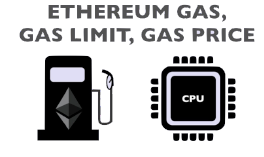 ETHEREUM GAS,
GAS LIMIT, GAS PRICE
CPU